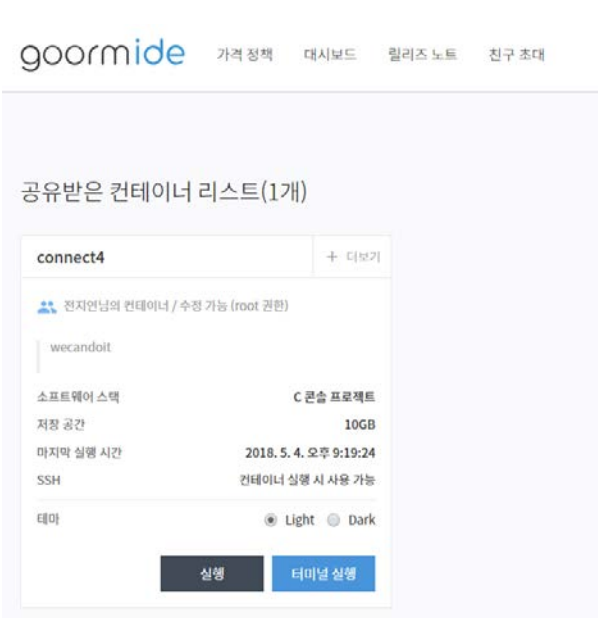 goormide 가격 정책 대시보드 릴리즈 노트 친구 초대
공유받은 컨테이너 리스트(1개)
connect4 + 더보기
전지연님의 컨테이너 / 수정 가능 (root 권한)
wecandoit
소프트웨어 스택 C 콘솔 프로젝트
저장 공간 10GB
마지막 실행 시간 2018. 5. 4. 오후 9:19:24
SSH 컨테이너 실행 시 사용 가능
테마 Light Dark
실행 터미널 실행